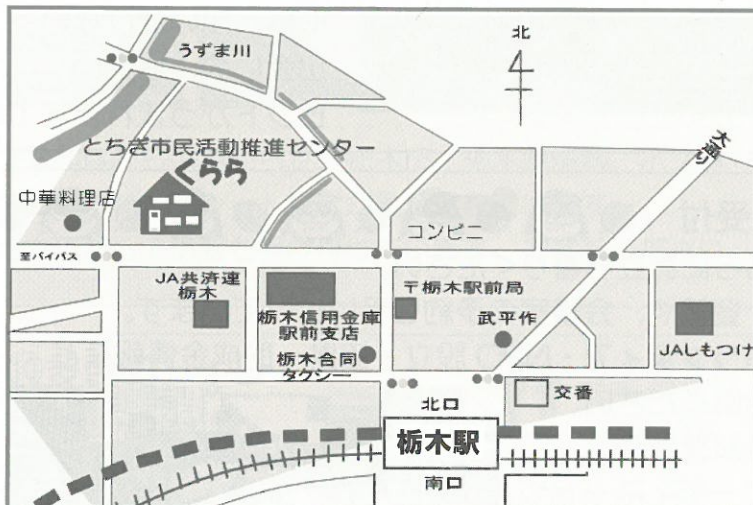 うずま川
北
大通り
とちぎ市民活動推進センター
くらら
中華料理店
コンビニ
至バイパス
JA共済連
栃木
栃木信用金庫
駅前支店
〒栃木駅前局
武平作
JAしもつけ
栃木合同
タクシー
交番
北口
栃木駅
南口